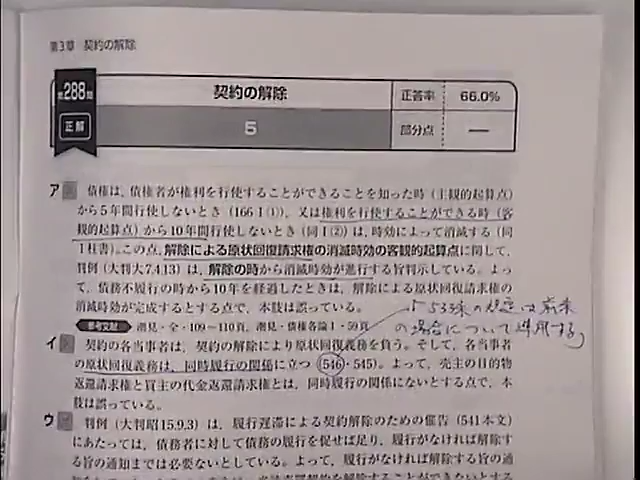 第3章 契約の解除
第288問
契約の解除
正答率
66.0%
正解
5
部分点
―
ア 債権は、債権者が権利を行使することができることを知った時（主観的起算点）
から5年間行使しないとき（166 I ①）、又は権利を行使することができる時（客
観的起算点）から10年間行使しないとき（同 I ②）は、時効によって消滅する（同
I 柱書）。この点、解除による原状回復請求権の消滅時効の客観的起算点に関して、
判例（大判大7.4.13）は、解除の時から消滅時効が進行する旨判示している。よっ
て、債務不履行の時から10年を経過したときは、解除による原状回復請求権の
消滅時効が完成するとする点で、本肢は誤っている。
参考文献 潮見・全・109～110頁、潮見・債権各論 I・59頁
「533条の規定は前条
の場合について準用する」
イ 契約の各当事者は、契約の解除により原状回復義務を負う。そして、各当事者
の原状回復義務は、同時履行の関係に立つ（546・545）。よって、売主の目的物
返還請求権と買主の代金返還請求権とは、同時履行の関係にないとする点で、本
肢は誤っている。
ウ 判例（大判昭15.9.3）は、履行遅滞による契約解除のための催告（541本文）
にあたっては、債務者に対して債務の履行を促せば足り、履行がなければ解除す
る旨の通知までは必要ないとしている。よって、履行がなければ解除する旨の通